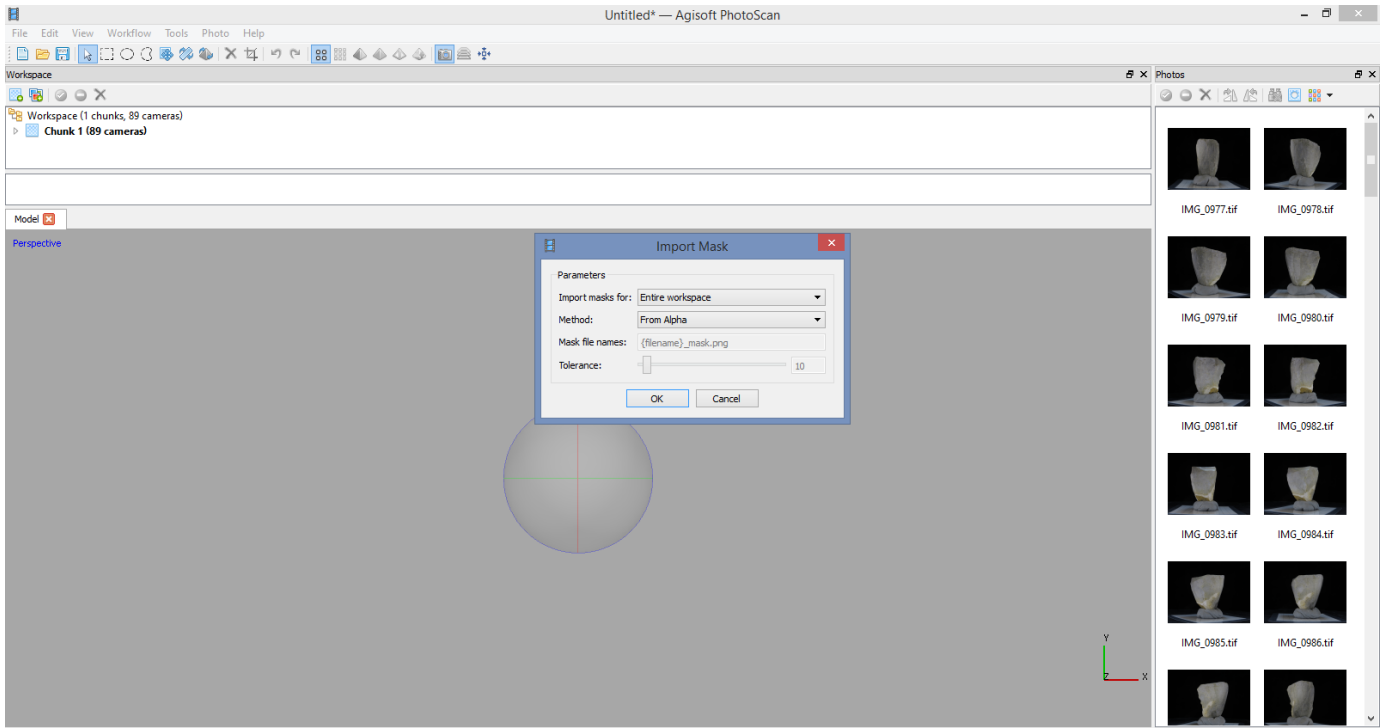 Untitled* — Agisoft PhotoScan
File Edit View Workflow Tools Photo Help
Workspace
Photos
Workspace (1 chunks, 89 cameras)
Chunk 1 (89 cameras)
Model
Perspective
Import Mask
Parameters
Import masks for: Entire workspace
Method: From Alpha
Mask file names: {filename}_mask.png
Tolerance: 10
OK Cancel
IMG_0977.tif IMG_0978.tif
IMG_0979.tif IMG_0980.tif
IMG_0981.tif IMG_0982.tif
IMG_0983.tif IMG_0984.tif
IMG_0985.tif IMG_0986.tif
Y
Z X